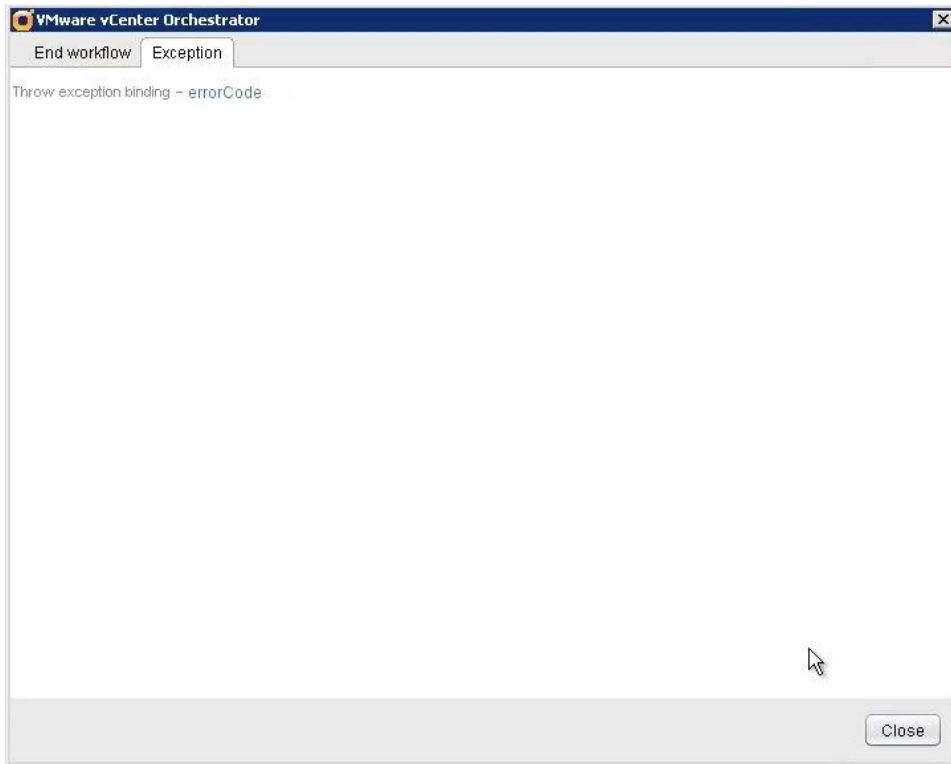 VMware vCenter Orchestrator
End workflow Exception
Throw exception binding - errorCode
Close